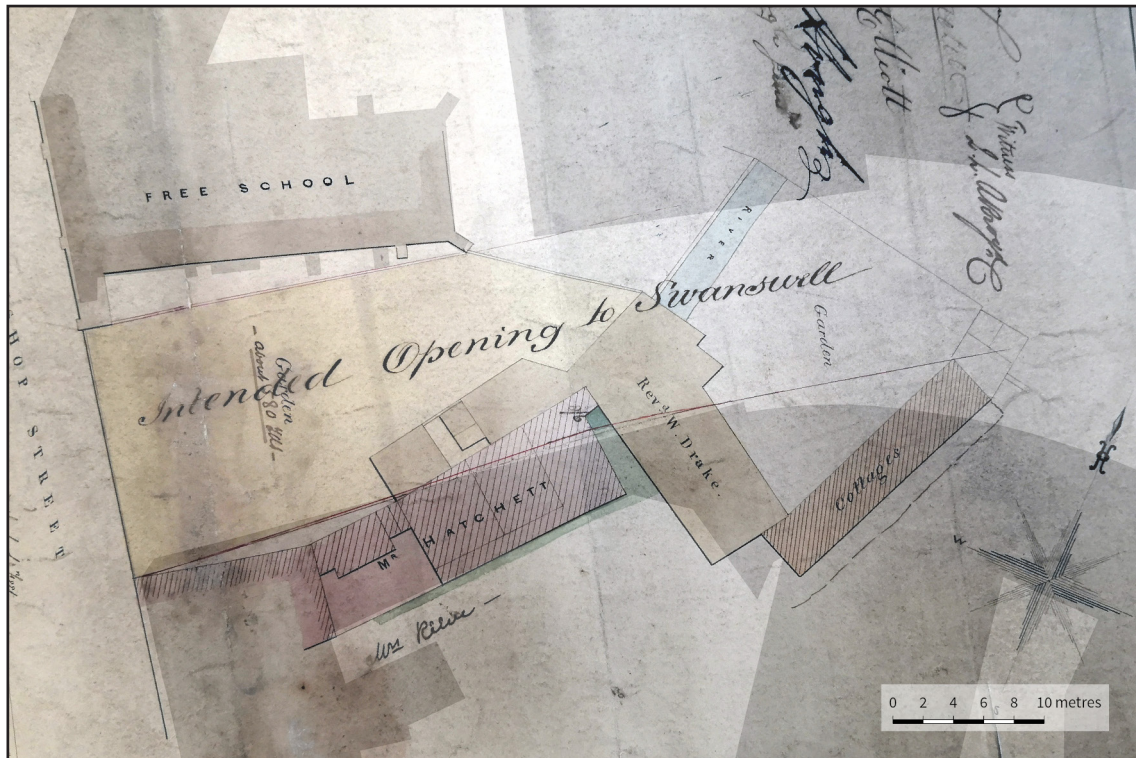 Elliott
Witness
FREE SCHOOL
RIVER
Intended Opening to Swanswell
Garden
Garden
about 80 yds
HOP STREET
Revd. W. Drake.
Cottages
Mr HATCHETT
Mrs
W
S
0 2 4 6 8 10 metres